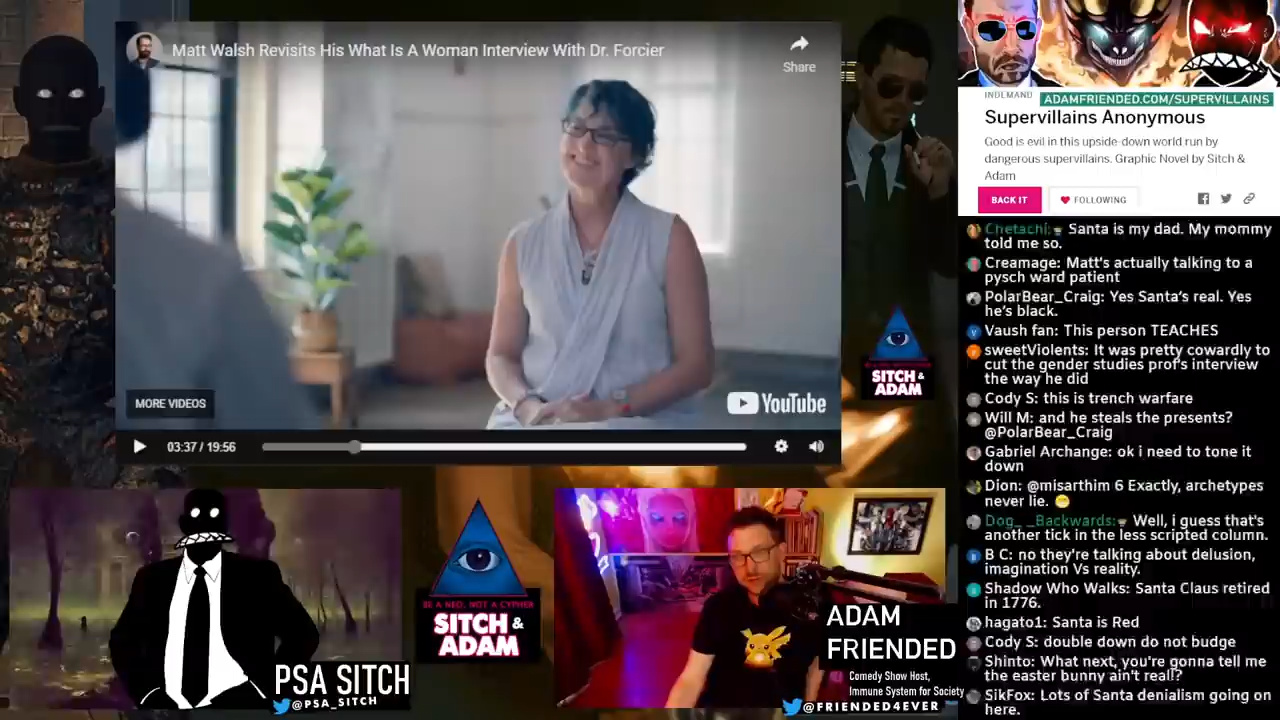 Matt Walsh Revisits His What Is A Woman Interview With Dr. Forcier
Share
MORE VIDEOS
YouTube
03:37 / 19:56
SITCH &
ADAM
BE A NEO, NOT A CYPHER
SITCH &
ADAM
PSA SITCH
@PSA_SITCH
ADAM
FRIENDED
Comedy Show Host,
Immune System for Society
@FRIENDED4EVER
INDEMAND
ADAMFRIENDED.COM/SUPERVILLAINS
Supervillains Anonymous
Good is evil in this upside-down world run by
dangerous supervillains. Graphic Novel by Sitch &
Adam
BACK IT
FOLLOWING
Chetachi: Santa is my dad. My mommy
told me so.
Creamage: Matt's actually talking to a
pysch ward patient
PolarBear_Craig: Yes Santa's real. Yes
he's black.
Vaush fan: This person TEACHES
sweetViolents: It was pretty cowardly to
cut the gender studies prof's interview
the way he did
Cody S: this is trench warfare
Will M: and he steals the presents?
@PolarBear_Craig
Gabriel Archange: ok i need to tone it
down
Dion: @misarthim 6 Exactly, archetypes
never lie.
Dog_ _Backwards: Well, i guess that's
another tick in the less scripted column.
B C: no they're talking about delusion,
imagination Vs reality.
Shadow Who Walks: Santa Claus retired
in 1776.
hagato1: Santa is Red
Cody S: double down do not budge
Shinto: What next, you're gonna tell me
the easter bunny ain't real!?
SikFox: Lots of Santa denialism going on
here.